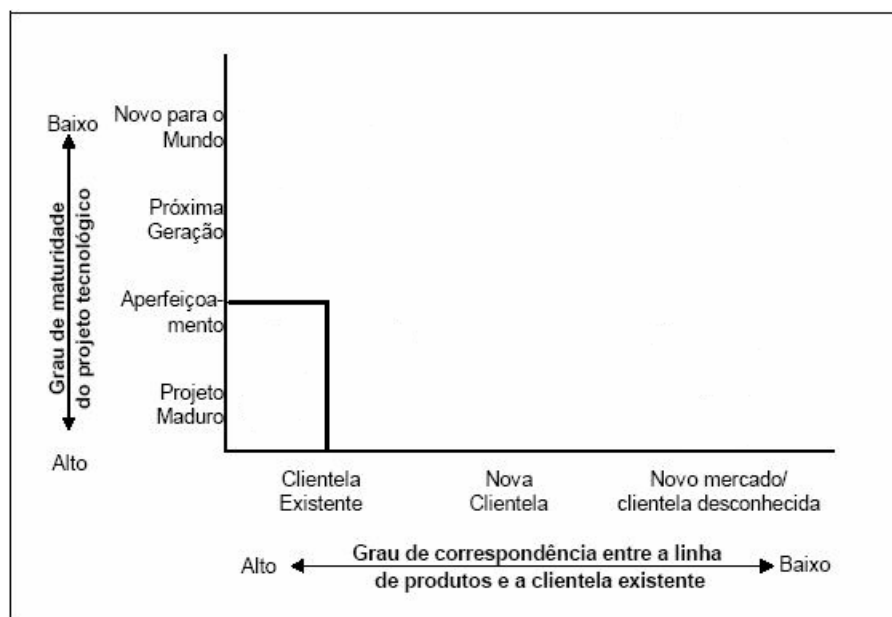 Baixo
Novo para o
Mundo
Próxima
Geração
Grau de maturidade
do projeto tecnológico
Aperfeiçoa-
mento
Projeto
Maduro
Alto
Clientela
Existente
Nova
Clientela
Novo mercado/
clientela desconhecida
Alto
Grau de correspondência entre a linha
de produtos e a clientela existente
Baixo